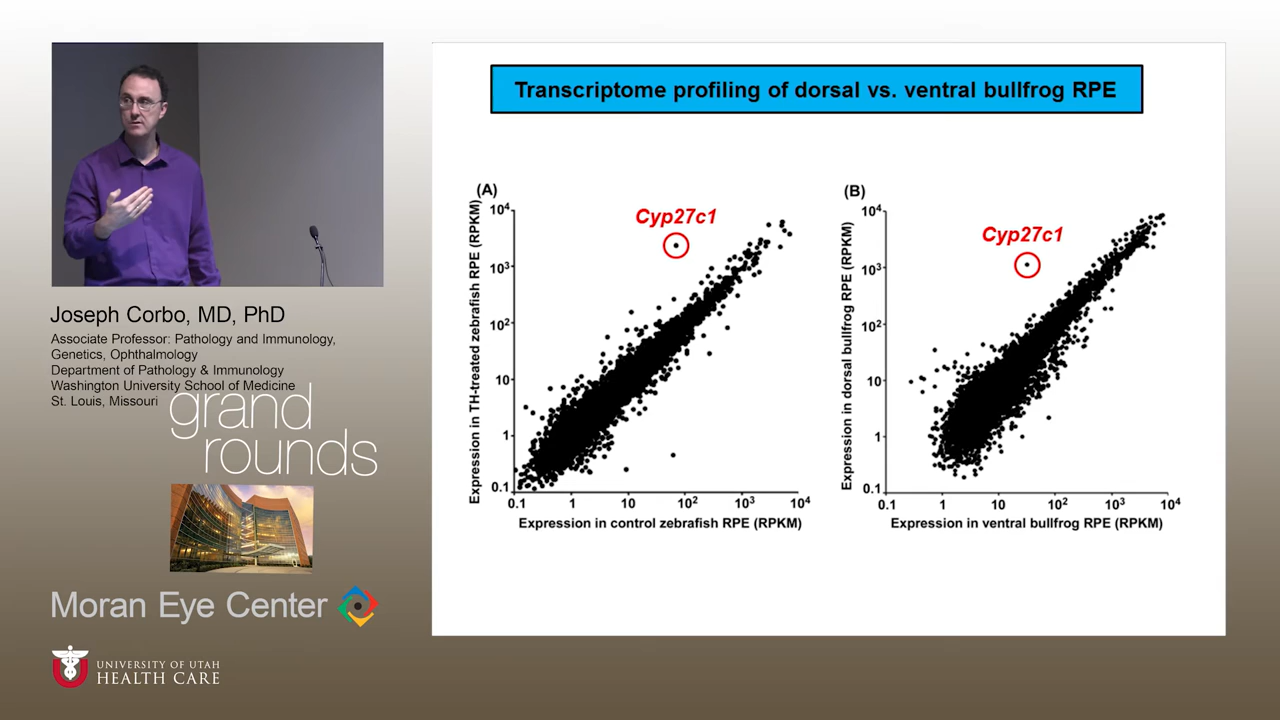 Transcriptome profiling of dorsal vs. ventral bullfrog RPE
(A)
Cyp27c1
Expression in TH-treated zebrafish RPE (RPKM)
10⁴
10³
10²
10
1
0.1
0.1 1 10 10² 10³ 10⁴
Expression in control zebrafish RPE (RPKM)
(B)
Cyp27c1
Expression in dorsal bullfrog RPE (RPKM)
10⁴
10³
10²
10
1
0.1
0.1 1 10 10² 10³ 10⁴
Expression in ventral bullfrog RPE (RPKM)
Joseph Corbo, MD, PhD
Associate Professor: Pathology and Immunology,
Genetics, Ophthalmology
Department of Pathology & Immunology
Washington University School of Medicine
St. Louis, Missouri
grand
rounds
Moran Eye Center
U
UNIVERSITY OF UTAH
HEALTH CARE